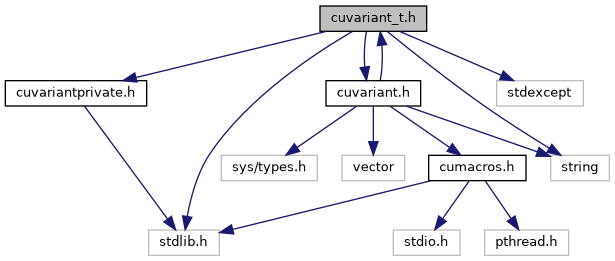 cuvariant_t.h
cuvariantprivate.h
cuvariant.h
stdexcept
sys/types.h
vector
cumacros.h
string
stdlib.h
stdio.h
pthread.h